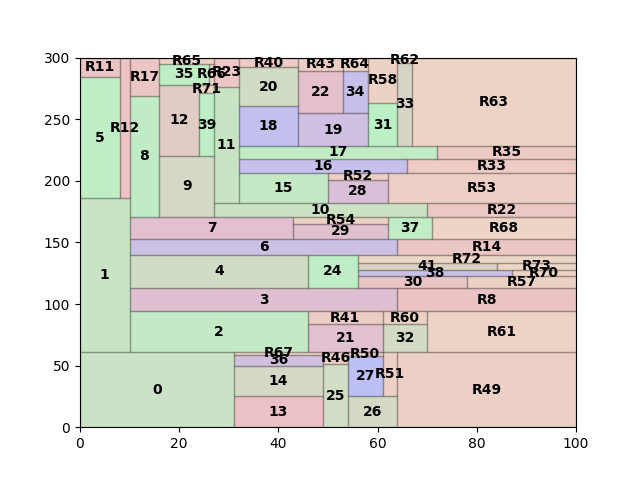 300
250
200
150
100
50
0
0 20 40 60 80 100
R11 R65 R40 R43 R64 R62
R17 35 R66 R23
5 R12 R71 20 22 34 R58 33 R63
8 12 39 11 18 19 31
17 R35
16 R33
9 15 R52 28 R53
10 R22
1 7 R54 29 37 R68
6 R14
4 24 41 R72 R73
38 R70
30 R57
3 R8
2 R41 R60
21 32 R61
0 R67 R46 R50
36
14 27 R51 R49
25
13 26